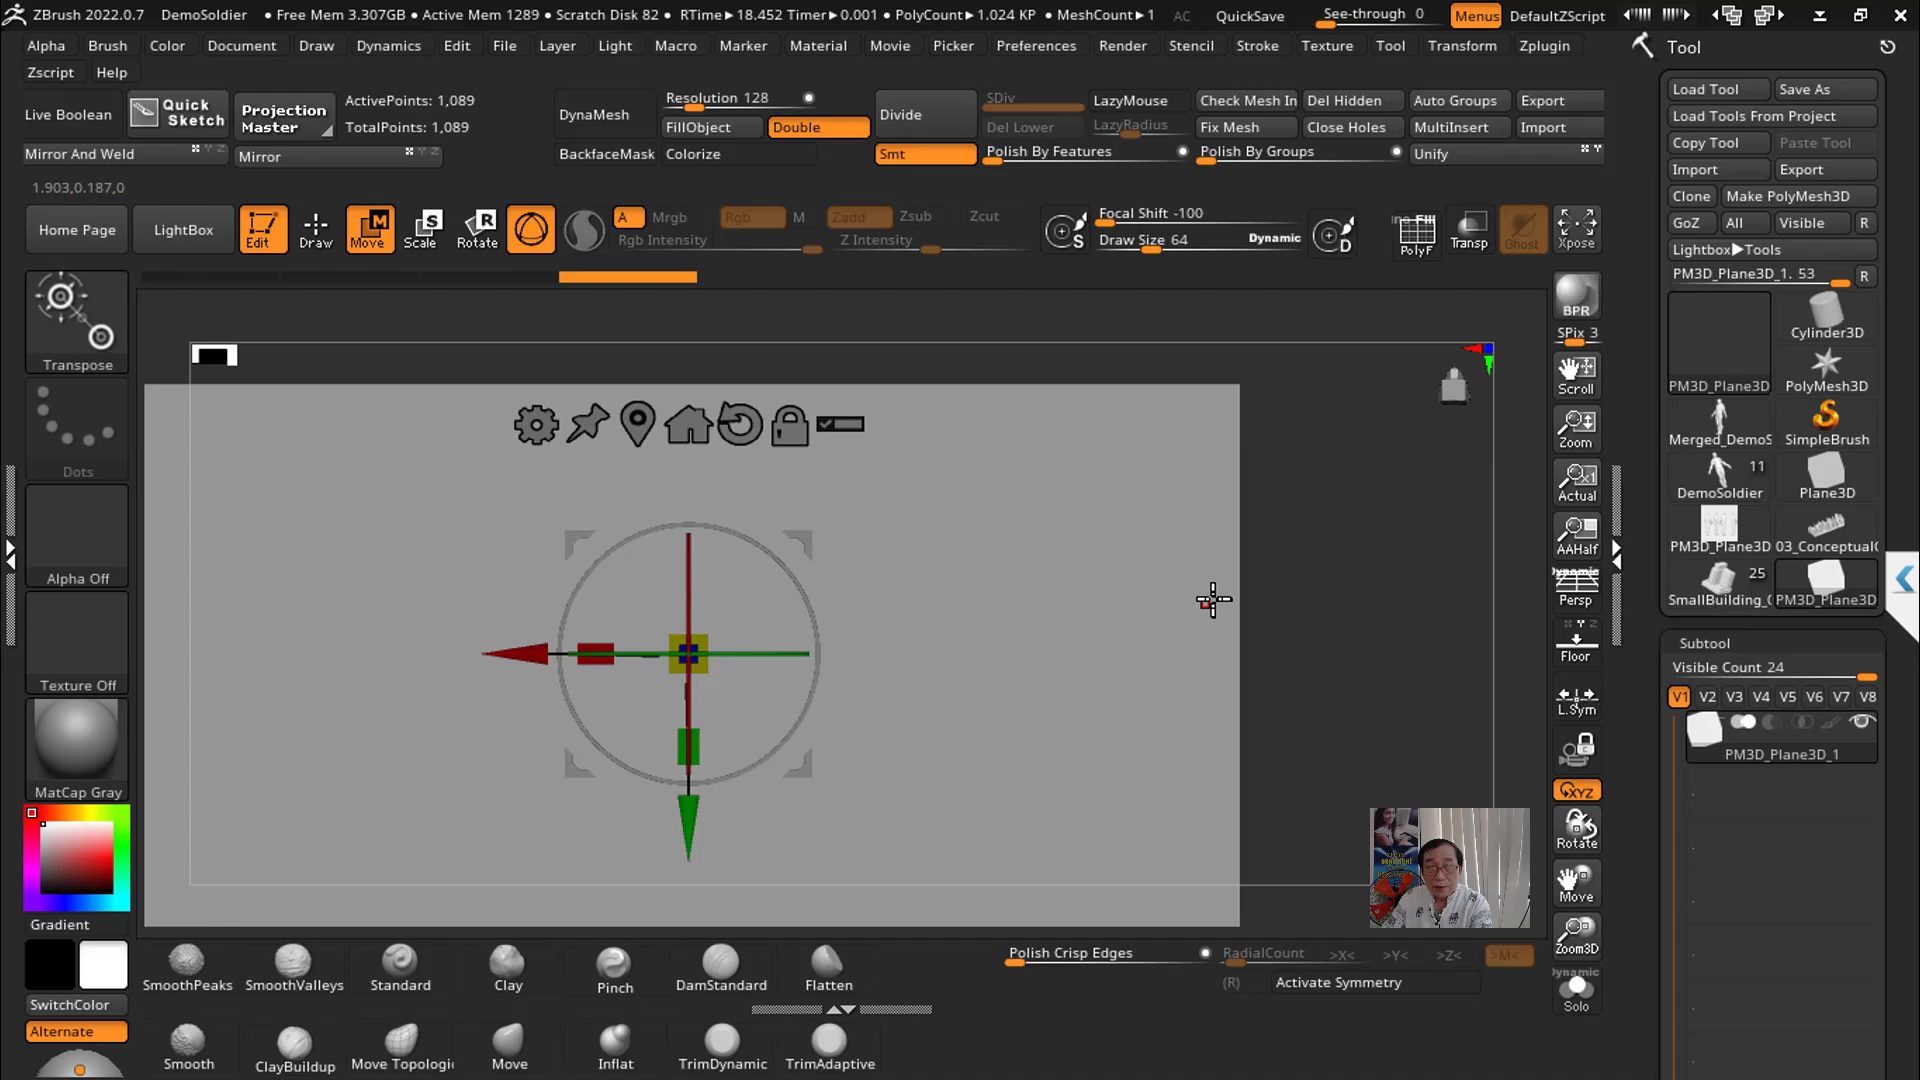 ZBrush 2022.0.7 DemoSoldier • Free Mem 3.307GB • Active Mem 1289 • Scratch Disk 82 • RTime▶18.452 Timer▶0.001 • PolyCount▶1.024 KP • MeshCount▶1 AC QuickSave See-through 0 Menus DefaultZScript
Alpha Brush Color Document Draw Dynamics Edit File Layer Light Macro Marker Material Movie Picker Preferences Render Stencil Stroke Texture Tool Transform Zplugin
Zscript Help
Live Boolean Quick Sketch Projection Master ActivePoints: 1,089 TotalPoints: 1,089
DynaMesh Resolution 128 FillObject Double
Divide SDiv Del Lower LazyMouse LazyRadius
Check Mesh In Del Hidden Auto Groups Export
Fix Mesh Close Holes MultiInsert Import
Mirror And Weld Mirror BackfaceMask Colorize Smt Polish By Features Polish By Groups Unify
1.903,0.187,0
Home Page LightBox Edit Draw Move Scale Rotate A Mrgb Rgb M Zadd Zsub Zcut
Rgb Intensity Z Intensity
Focal Shift -100
Draw Size 64 Dynamic
S D Fill PolyF Transp Ghost Xpose
Transpose
Dots
Alpha Off
Texture Off
MatCap Gray
Gradient
SwitchColor
Alternate
BPR
SPix 3
Scroll
Zoom
Actual
AAHalf
Dynamic
Persp
Floor
L.Sym
XYZ
Rotate
Move
Zoom3D
Dynamic
Solo
SmoothPeaks SmoothValleys Standard Clay Pinch DamStandard Flatten
Smooth ClayBuildup Move Topologic Move Inflat TrimDynamic TrimAdaptive
Polish Crisp Edges RadialCount >X< >Y< >Z< >M<
(R) Activate Symmetry
Tool
Load Tool Save As
Load Tools From Project
Copy Tool Paste Tool
Import Export
Clone Make PolyMesh3D
GoZ All Visible R
Lightbox▶Tools
PM3D_Plane3D_1. 53 R
PM3D_Plane3D Cylinder3D
PolyMesh3D
Merged_DemoS SimpleBrush
11
DemoSoldier Plane3D
PM3D_Plane3D 03_Conceptual
25
SmallBuilding_ PM3D_Plane3D
Subtool
Visible Count 24
V1 V2 V3 V4 V5 V6 V7 V8
PM3D_Plane3D_1